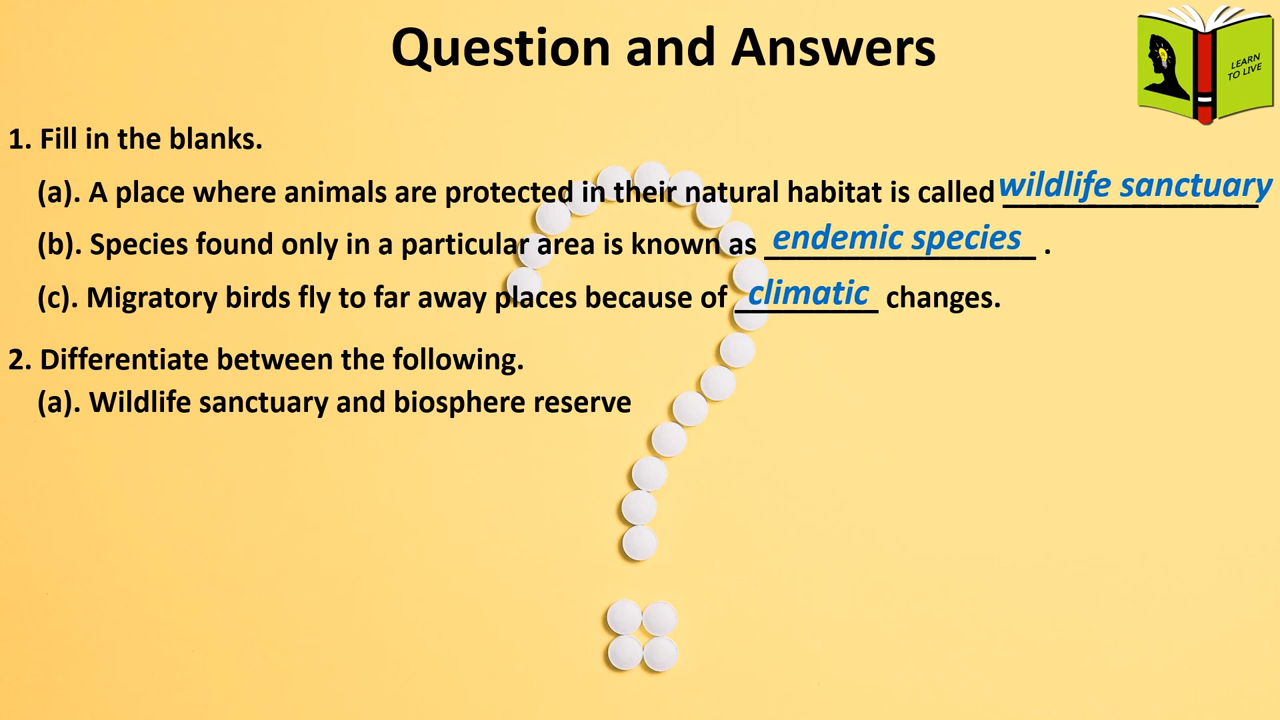 Question and Answers
LEARN
TO LIVE
1. Fill in the blanks.
(a). A place where animals are protected in their natural habitat is called wildlife sanctuary
(b). Species found only in a particular area is known as endemic species .
(c). Migratory birds fly to far away places because of climatic changes.
2. Differentiate between the following.
(a). Wildlife sanctuary and biosphere reserve